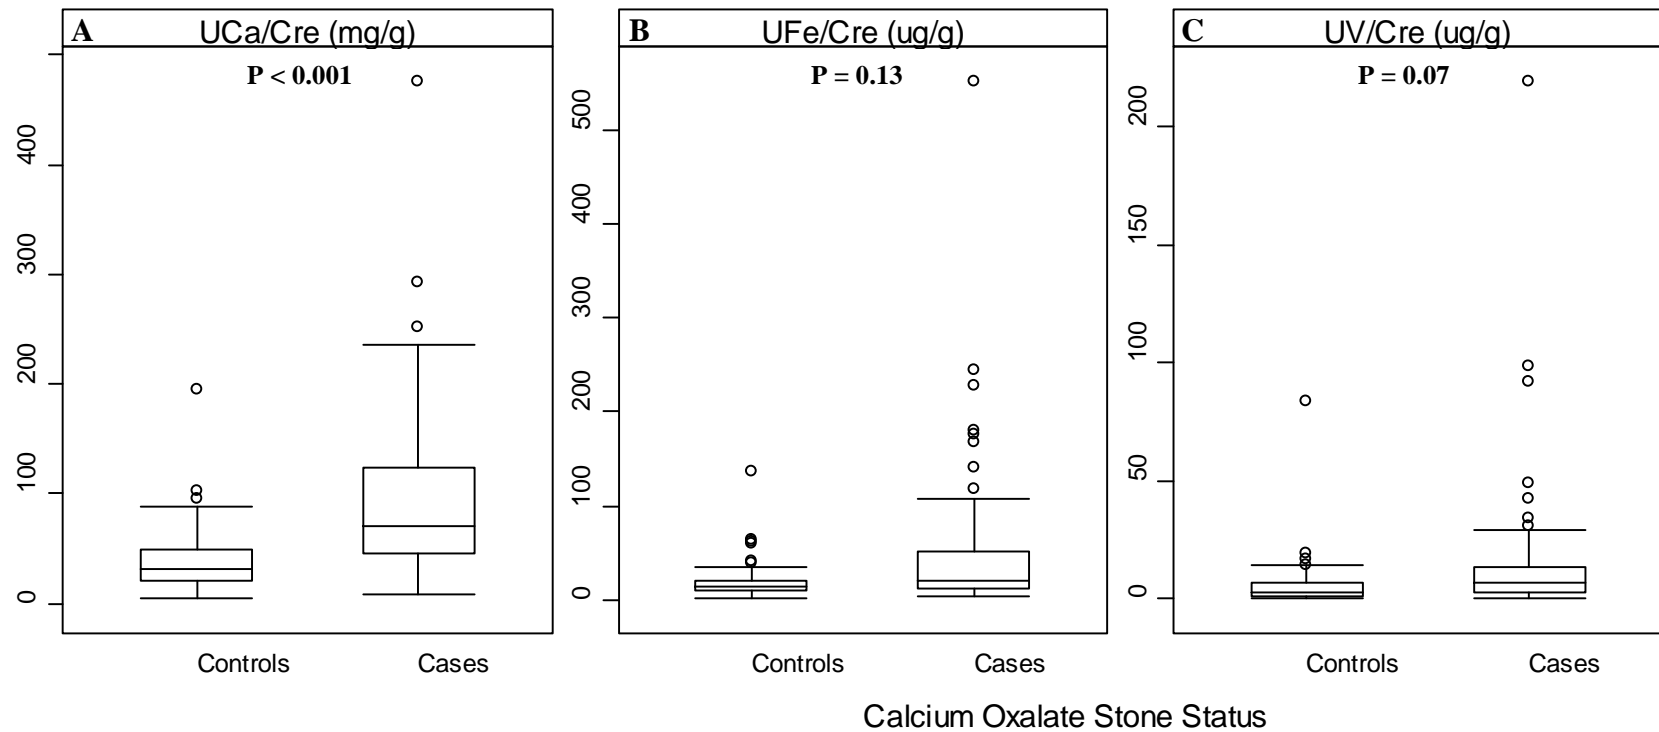 A UCa/Cre (mg/g)
P < 0.001
400
300
200
100
0
Controls Cases
B UFe/Cre (ug/g)
P = 0.13
500
400
300
200
100
0
Controls Cases
C UV/Cre (ug/g)
P = 0.07
200
150
100
50
0
Controls Cases
Calcium Oxalate Stone Status